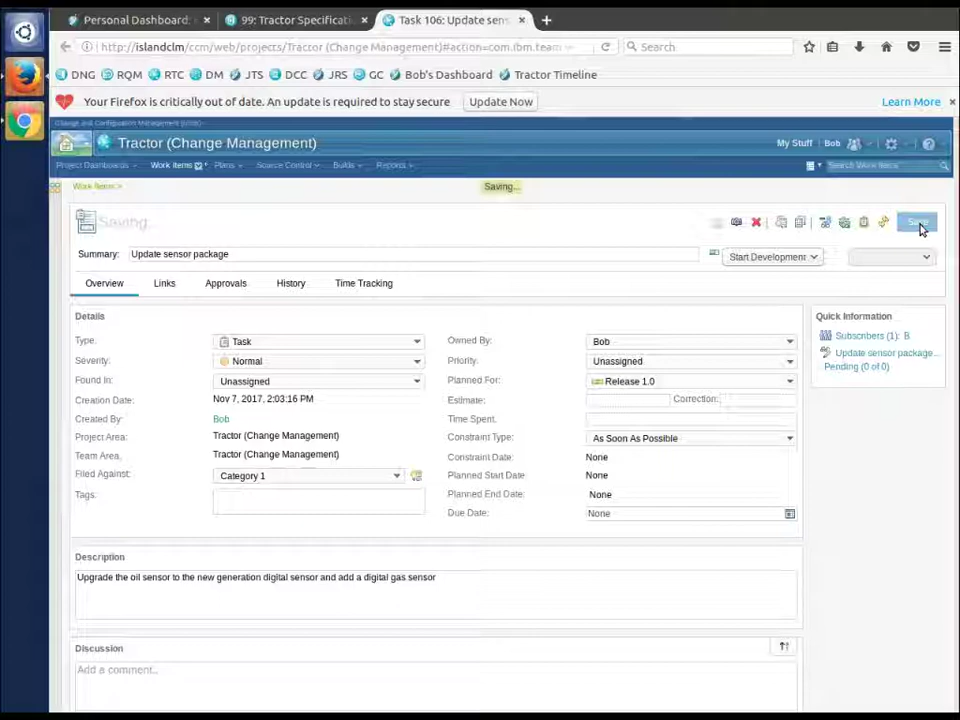 Personal Dashboard: × 99: Tractor Specificati × Task 106: Update sens × +
http://islandclm/ccm/web/projects/Tractor (Change Management)#action=com.ibm.team Search
DNG RQM RTC DM JTS DCC JRS GC Bob's Dashboard Tractor Timeline
Your Firefox is critically out of date. An update is required to stay secure Update Now Learn More ×
Change and Configuration Management (/ccm)
Tractor (Change Management) My Stuff Bob
Project Dashboards Work Items Plans Source Control Builds Reports Search Work Items
Work Items > Saving...
Saving... Save
Summary: Update sensor package Start Development
Overview Links Approvals History Time Tracking
Details Quick Information
Type: Task Owned By: Bob Subscribers (1): B
Severity: Normal Priority: Unassigned Update sensor package...
Found In: Unassigned Planned For: Release 1.0 Pending (0 of 0)
Creation Date: Nov 7, 2017, 2:03:16 PM Estimate: Correction:
Created By: Bob Time Spent:
Project Area: Tractor (Change Management) Constraint Type: As Soon As Possible
Team Area: Tractor (Change Management) Constraint Date: None
Filed Against: Category 1 Planned Start Date None
Tags: Planned End Date: None
Due Date: None
Description
Upgrade the oil sensor to the new generation digital sensor and add a digital gas sensor
Discussion
Add a comment...